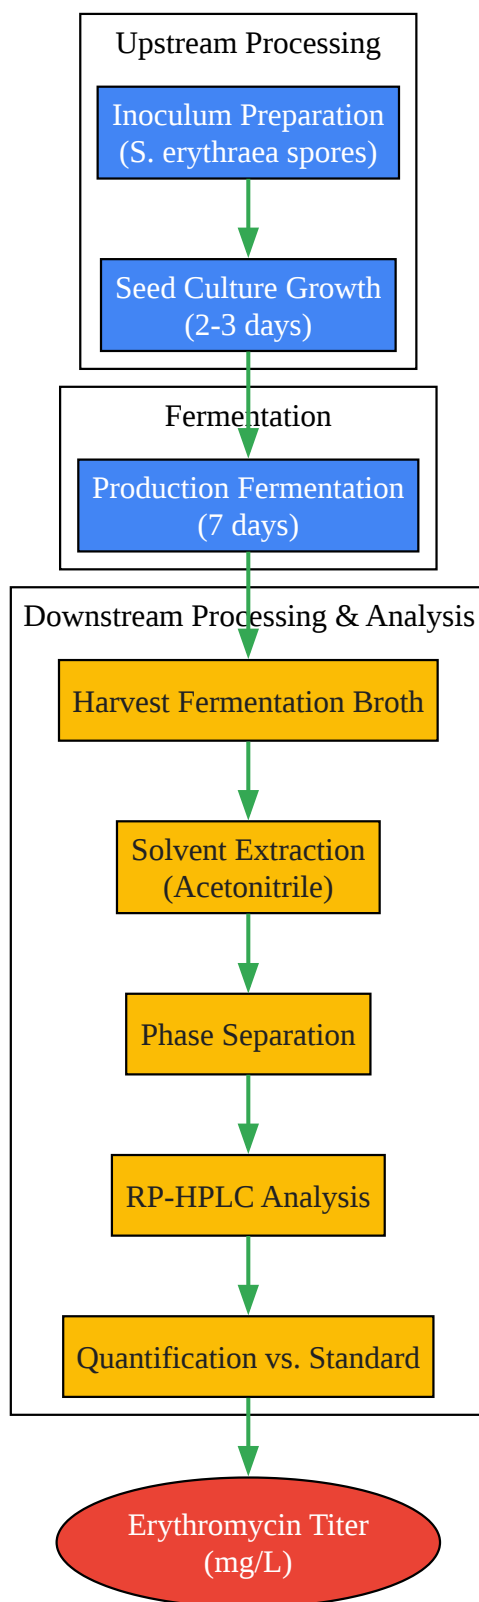 Upstream Processing
Inoculum Preparation
(S. erythraea spores)
Seed Culture Growth
(2-3 days)
Fermentation
Production Fermentation
(7 days)
Downstream Processing & Analysis
Harvest Fermentation Broth
Solvent Extraction
(Acetonitrile)
Phase Separation
RP-HPLC Analysis
Quantification vs. Standard
Erythromycin Titer
(mg/L)